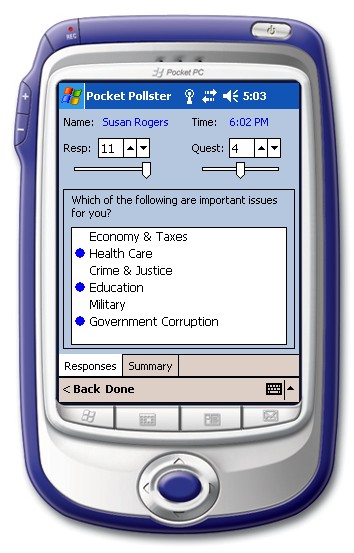 REC
Pocket PC
Pocket Pollster 5:03
Name: Susan Rogers Time: 6:02 PM
Resp: 11 Quest: 4
Which of the following are important issues
for you?
Economy & Taxes
Health Care
Crime & Justice
Education
Military
Government Corruption
Responses Summary
< Back Done